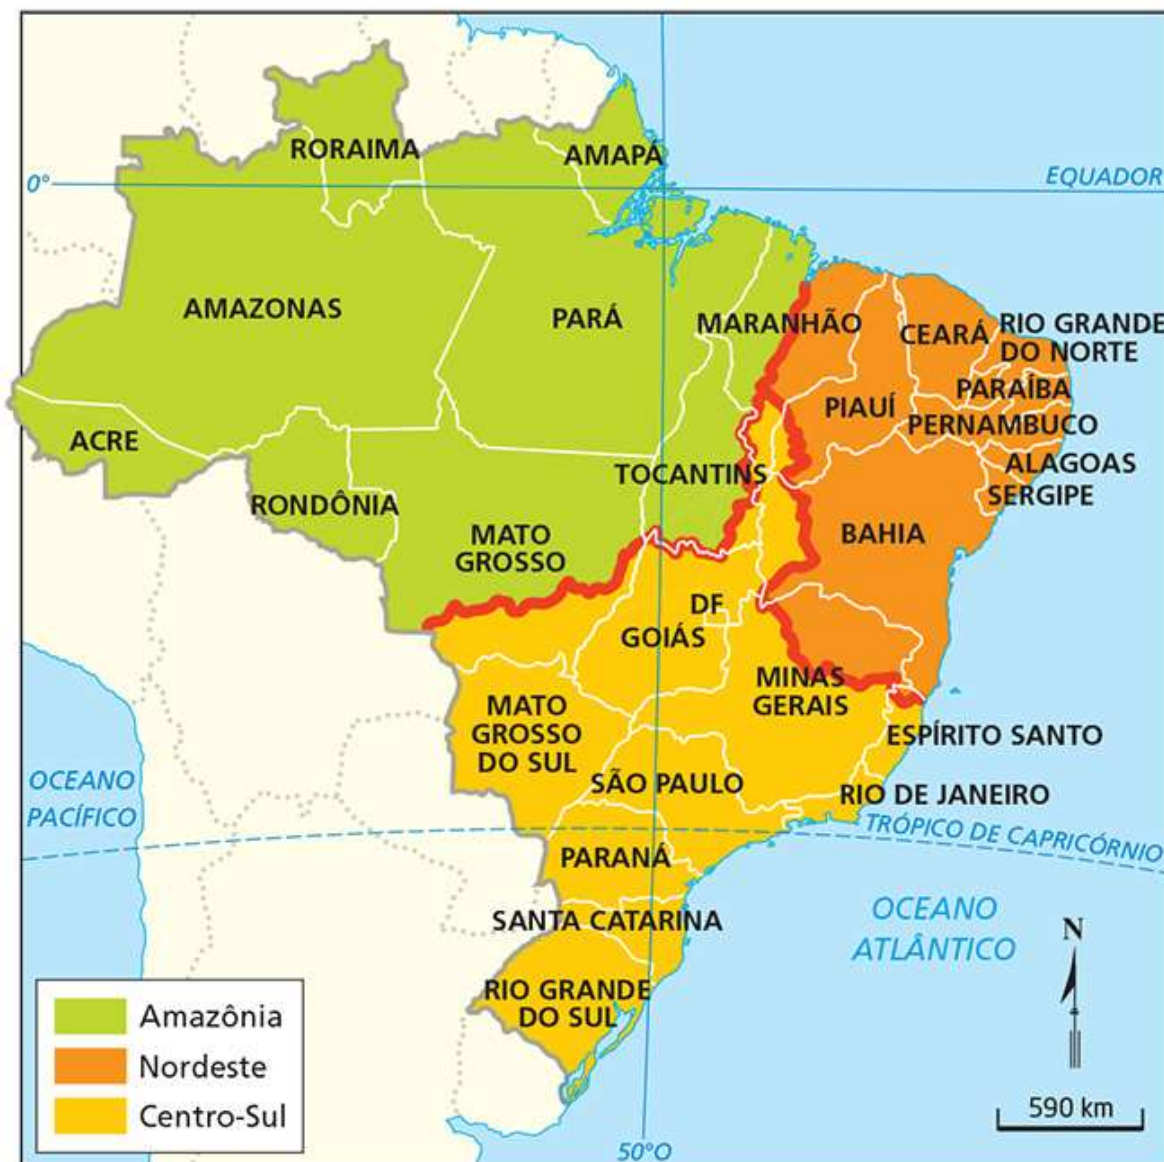 RORAIMA
AMAPÁ
0°
EQUADOR
AMAZONAS
PARÁ
MARANHÃO
CEARÁ
RIO GRANDE
DO NORTE
PARAÍBA
PIAUÍ
PERNAMBUCO
ACRE
ALAGOAS
TOCANTINS
SERGIPE
RONDÔNIA
MATO
GROSSO
BAHIA
DF
GOIÁS
MINAS
GERAIS
MATO
GROSSO
DO SUL
ESPÍRITO SANTO
SÃO PAULO
RIO DE JANEIRO
OCEANO
PACÍFICO
TRÓPICO DE CAPRICÓRNIO
PARANÁ
SANTA CATARINA
OCEANO
ATLÂNTICO
N
RIO GRANDE
DO SUL
Amazônia
Nordeste
Centro-Sul
590 km
50°O